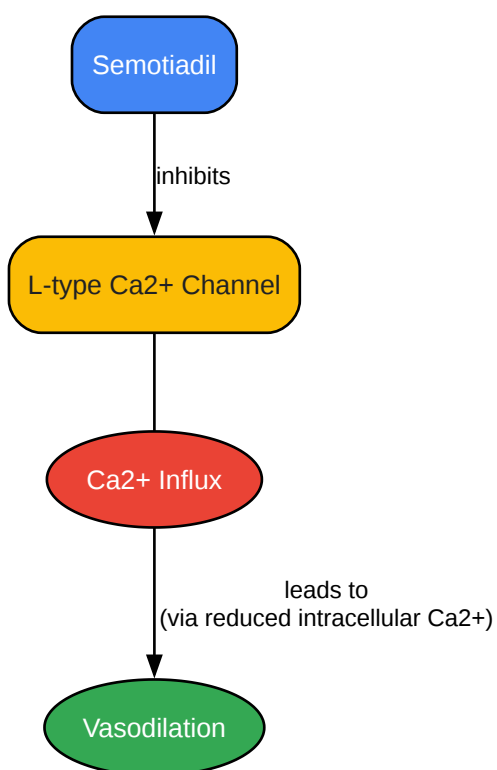 Semotiadil
inhibits
L-type Ca2+ Channel
Ca2+ Influx
leads to
(via reduced intracellular Ca2+)
Vasodilation